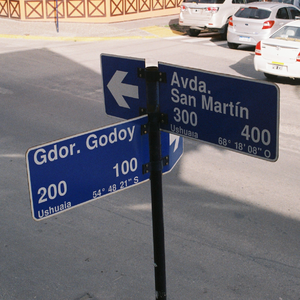 Avda.
San Martín
300 400
Ushuaia 68° 18' 08" O
Gdor. Godoy
200 100
Ushuaia 54° 48' 21" S